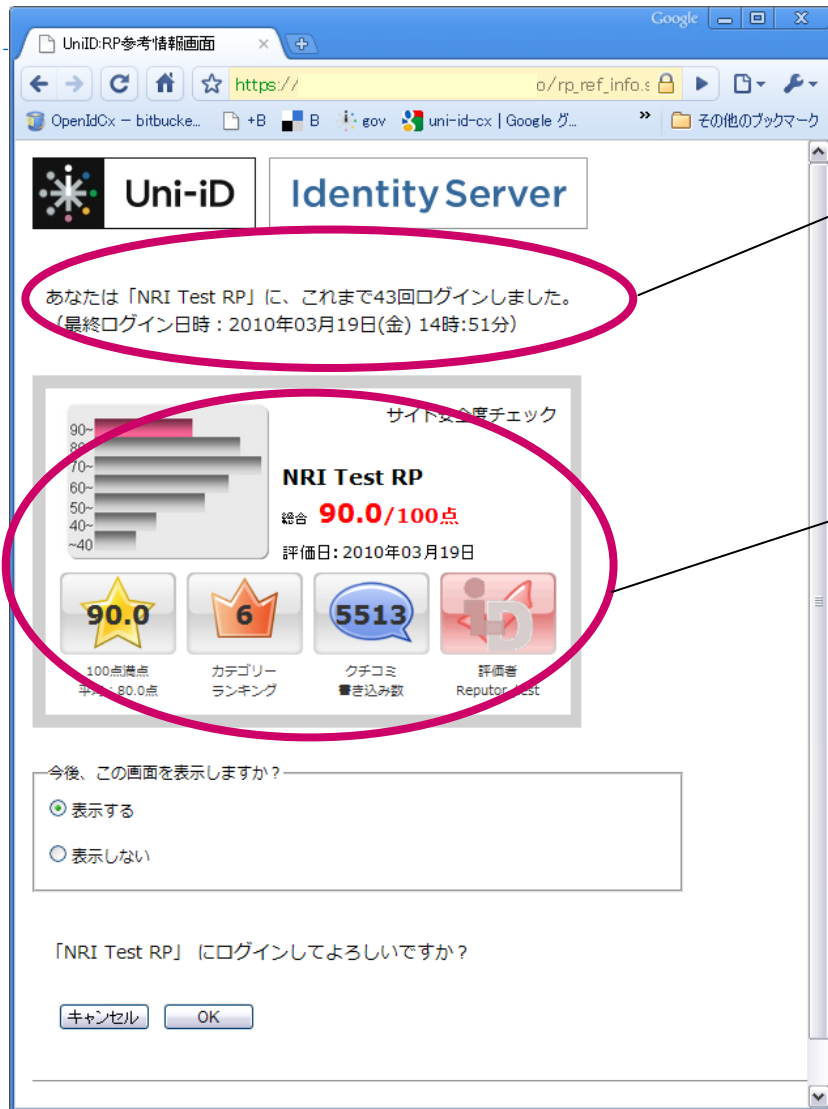 Google
UniID:RP参考情報画面
https:// o/rp_ref_info.s
OpenIdCx – bitbucke... +B B gov uni-id-cx | Google グ... » その他のブックマーク
Uni-iD Identity Server
あなたは「NRI Test RP」に、これまで43回ログインしました。
(最終ログイン日時：2010年03月19日(金) 14時:51分)
サイト安全度チェック
90~
80~
70~
60~
50~
40~
~40
NRI Test RP
総合 90.0/100点
評価日:2010年03月19日
90.0 6 5513 iD
100点満点 カテゴリー クチコミ 評価者
平均：80.0点 ランキング 書き込み数 Reputor_test
今後、この画面を表示しますか？
表示する
表示しない
「NRI Test RP」 にログインしてよろしいですか？
キャンセル OK